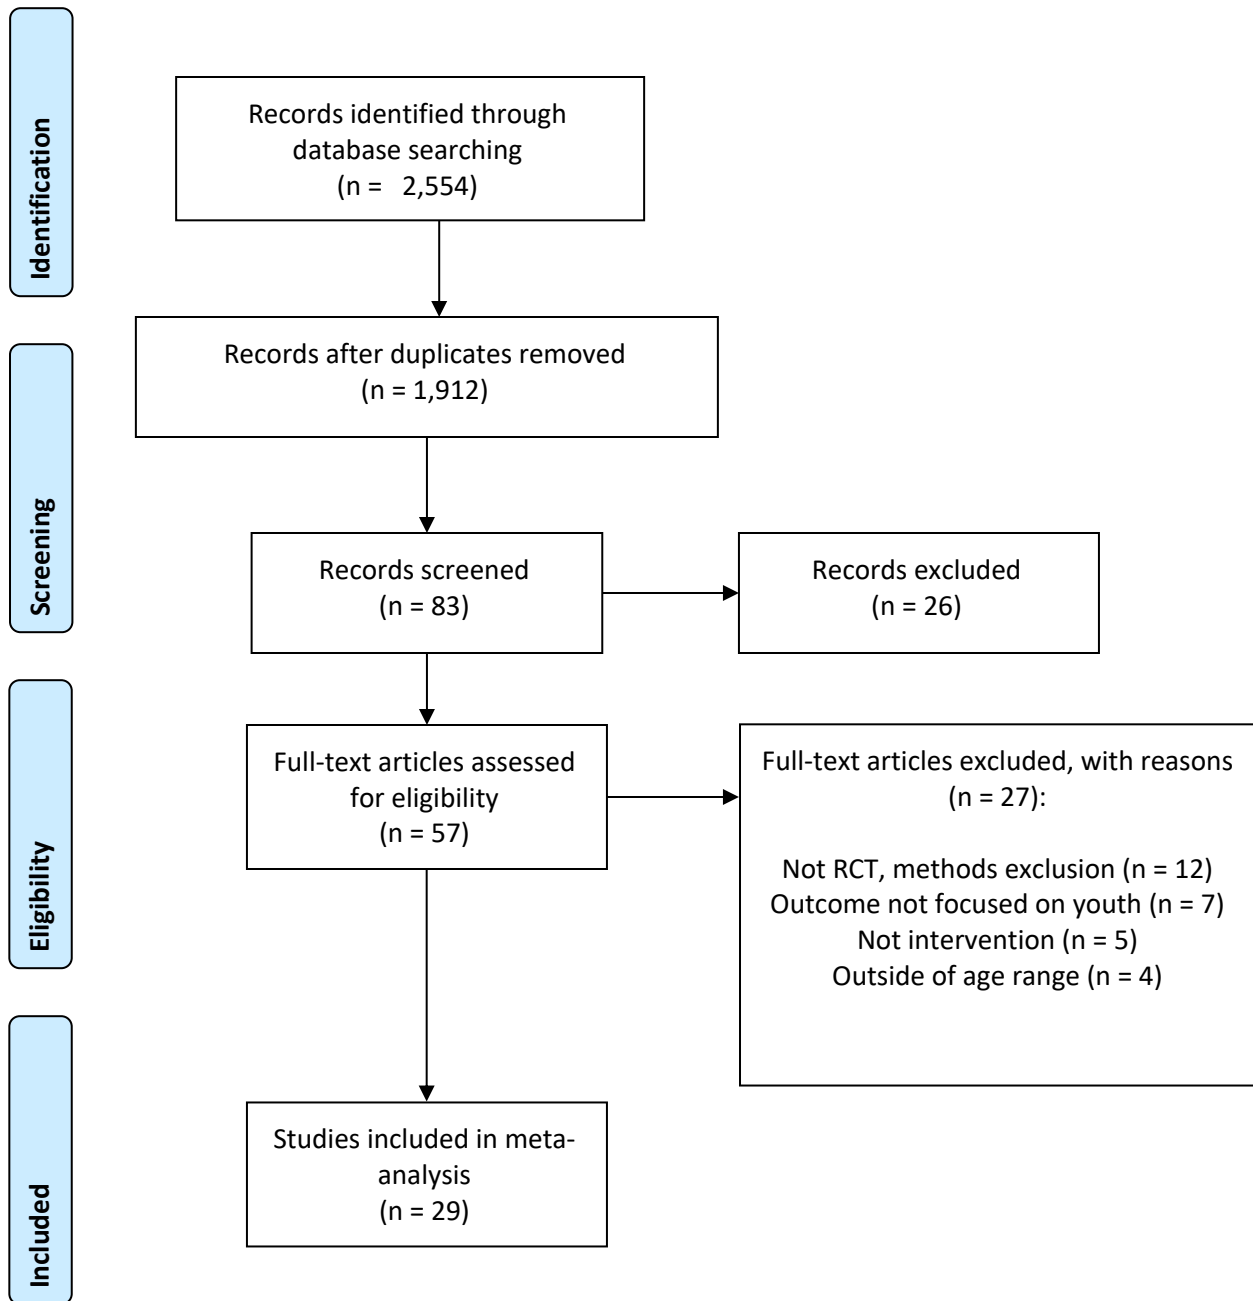 Identification
Records identified through
database searching
(n =   2,554)
Screening
Records after duplicates removed
(n = 1,912)
Records screened
(n = 83)
Records excluded
(n = 26)
Eligibility
Full-text articles assessed
for eligibility
(n = 57)
Full-text articles excluded, with reasons
(n = 27):
Not RCT, methods exclusion (n = 12)
Outcome not focused on youth (n = 7)
Not intervention (n = 5)
Outside of age range (n = 4)
Included
Studies included in meta-
analysis
(n = 29)